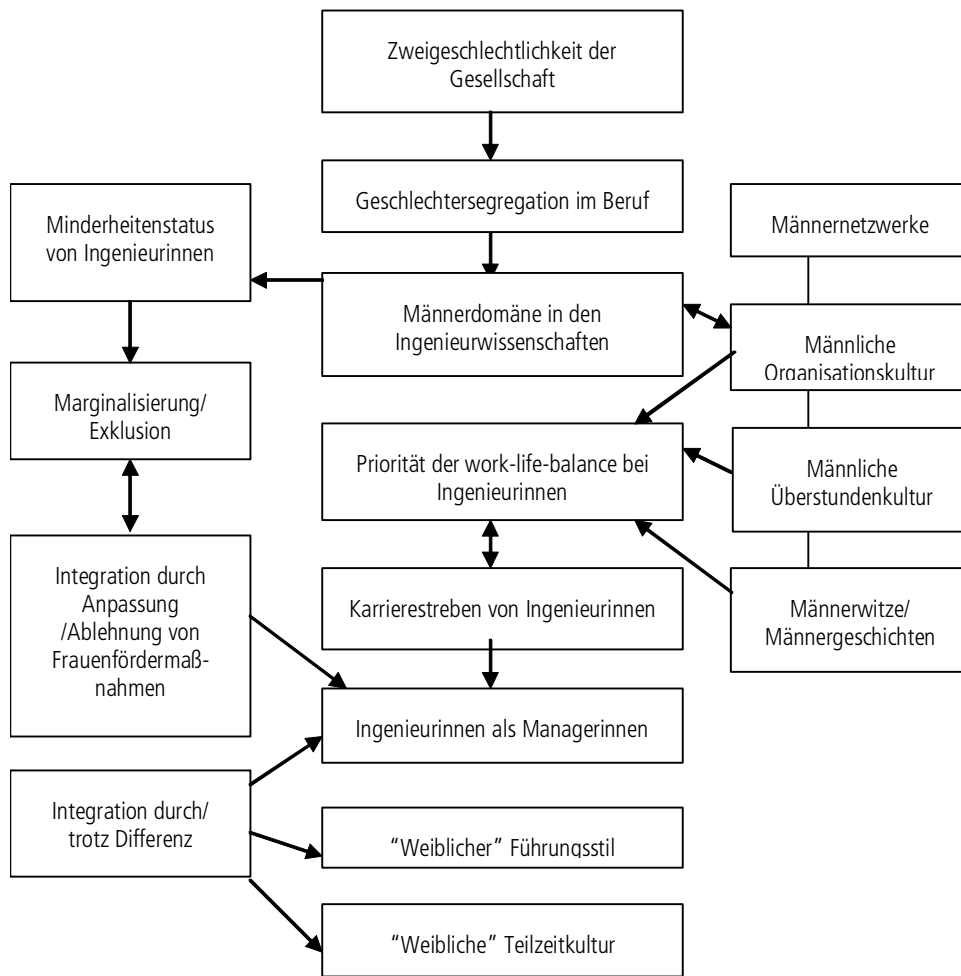 Zweigeschlechtlichkeit der
Gesellschaft
Geschlechtersegregation im Beruf
Minderheitenstatus
von Ingenieurinnen
Männernetzwerke
Männerdomäne in den
Ingenieurwissenschaften
Männliche
Organisationskultur
Marginalisierung/
Exklusion
Priorität der work-life-balance bei
Ingenieurinnen
Männliche
Überstundenkultur
Integration durch
Anpassung
/Ablehnung von
Frauenfördermaß-
nahmen
Karrierestreben von Ingenieurinnen
Männerwitze/
Männergeschichten
Ingenieurinnen als Managerinnen
Integration durch/
trotz Differenz
“Weiblicher” Führungsstil
“Weibliche” Teilzeitkultur